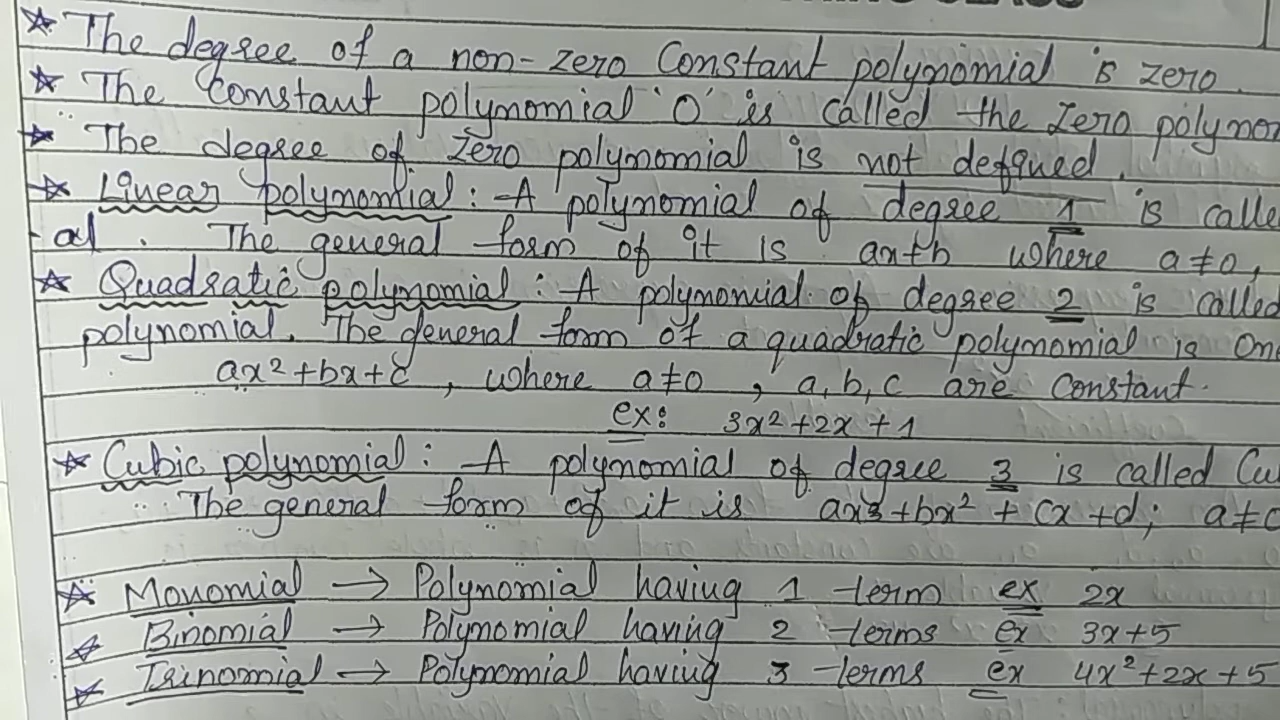 ☆ The degree of a non-zero Constant polynomial is zero.
☆ The Constant polynomial 'O' is called the Zero polynom
☆ The degree of Zero polynomial is not defined.
☆ Linear polynomial :- A polynomial of degree 1 is calle
al. The general form of it is ax+b where a≠0,
☆ Quadratic polynomial :- A polynomial of degree 2 is called
polynomial. The general form of a quadratic polynomial is
ax²+bx+c, where a≠0, a,b,c are constant.
ex: 3x²+2x+1
☆ Cubic polynomial: -A polynomial of degree 3 is called Cu
The general form of it is ax3+bx²+cx+d; a≠
☆ Monomial → Polynomial having 1 term ex 2x
☆ Binomial → Polynomial having 2 terms ex 3x+5
☆ Trinomial → Polynomial having 3 terms ex 4x²+2x+5